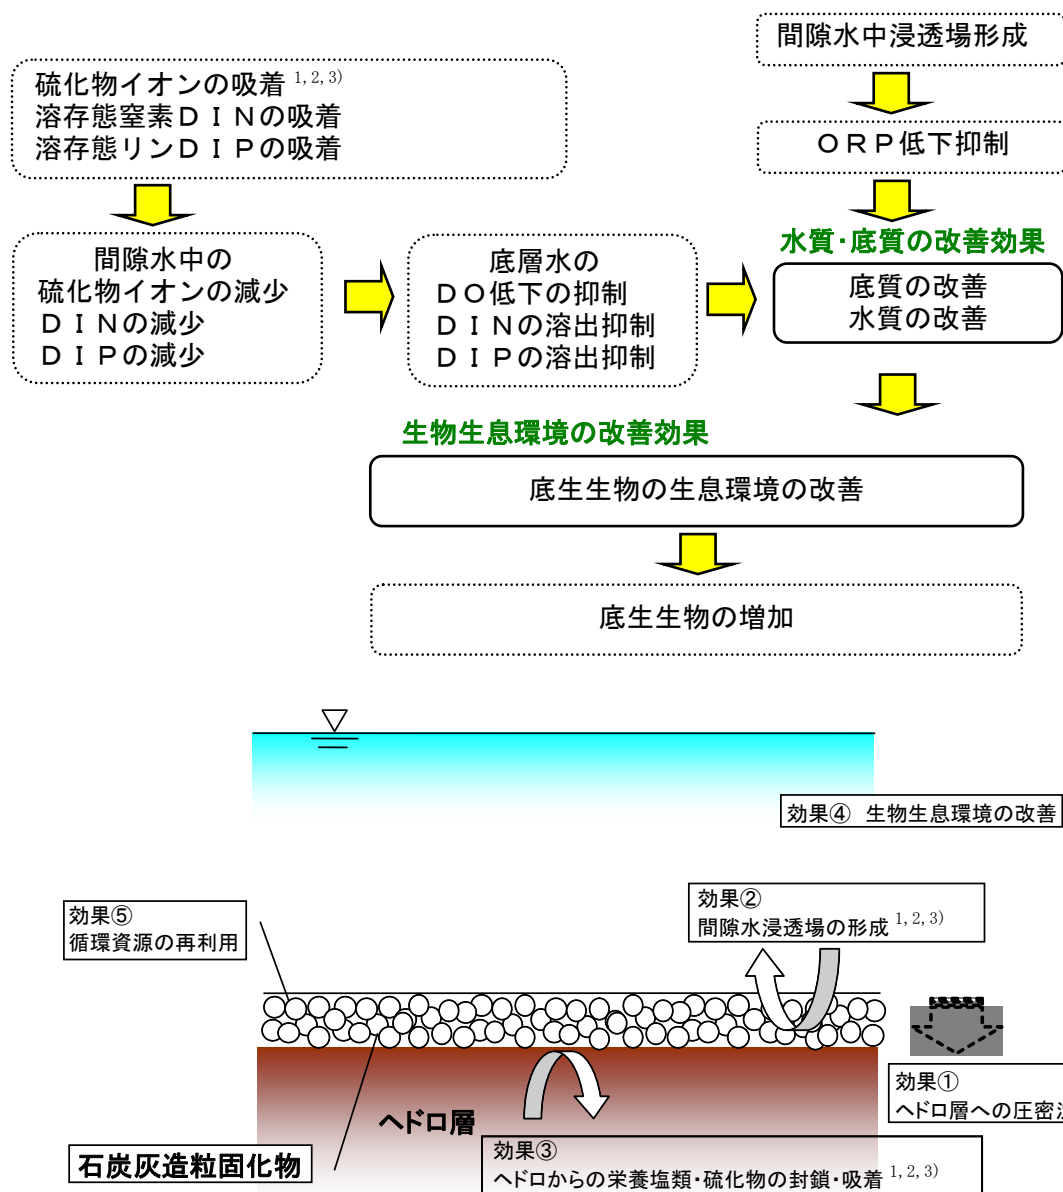 間隙水中浸透場形成
硫化物イオンの吸着 1, 2, 3)
溶存態窒素ＤＩＮの吸着
溶存態リンＤＩＰの吸着
ＯＲＰ低下抑制
間隙水中の
硫化物イオンの減少
ＤＩＮの減少
ＤＩＰの減少
底層水の
ＤＯ低下の抑制
ＤＩＮの溶出抑制
ＤＩＰの溶出抑制
水質･底質の改善効果
底質の改善
水質の改善
生物生息環境の改善効果
底生生物の生息環境の改善
底生生物の増加
効果④ 生物生息環境の改善
効果⑤
循環資源の再利用
効果②
間隙水浸透場の形成 1, 2, 3)
効果①
ヘドロ層への圧密
ヘドロ層
石炭灰造粒固化物
効果③
ヘドロからの栄養塩類･硫化物の封鎖･吸着 1, 2, 3)